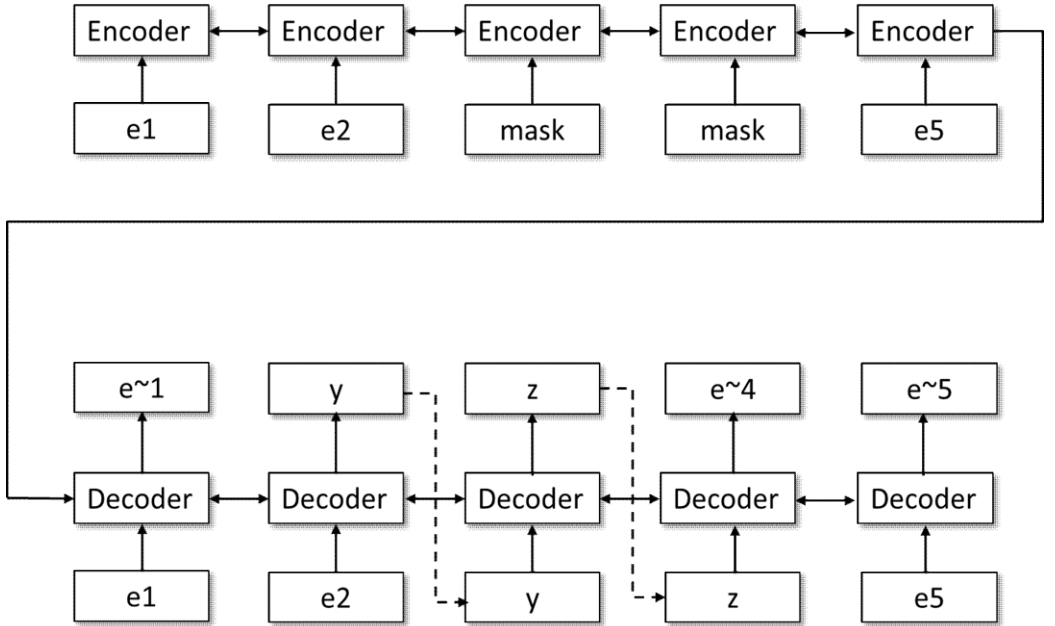 Encoder Encoder Encoder Encoder Encoder
e1 e2 mask mask e5
e~1 y z e~4 e~5
Decoder Decoder Decoder Decoder Decoder
e1 e2 y z e5